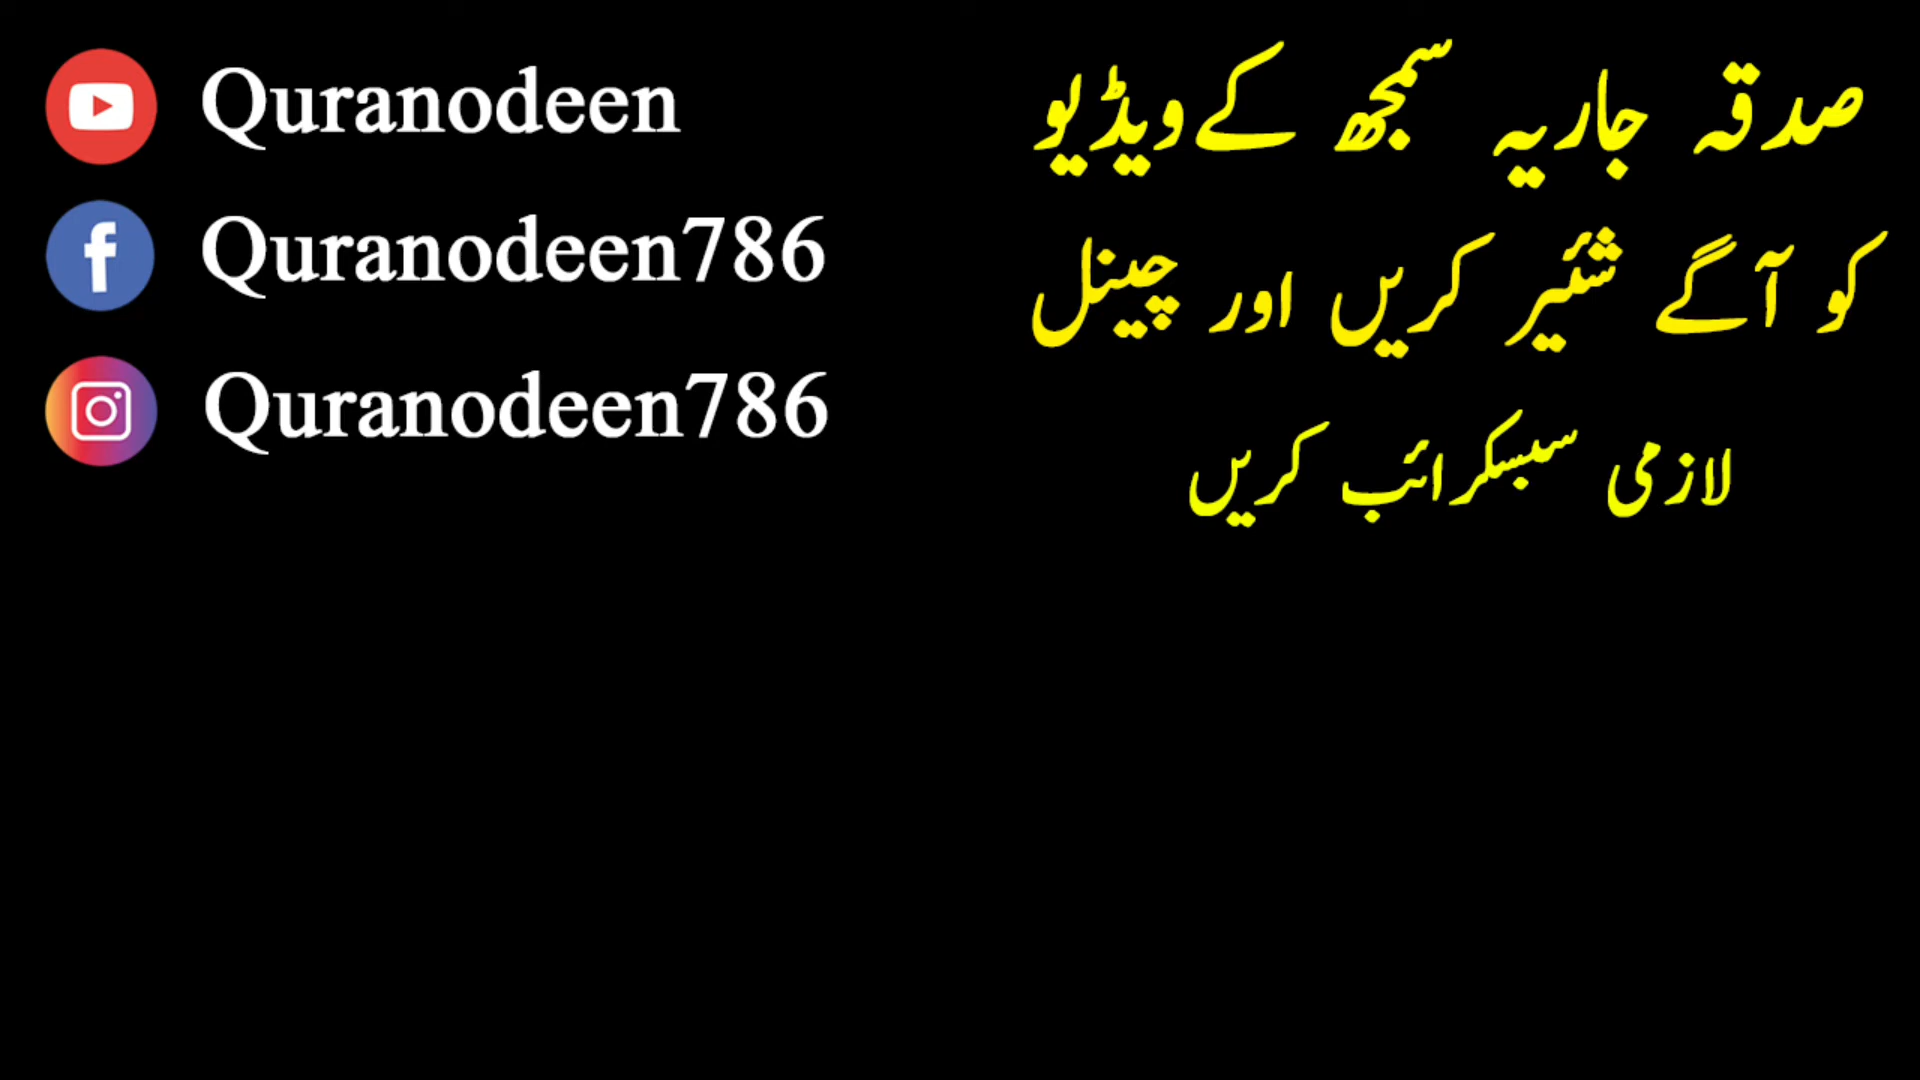 Quranodeen
Quranodeen786
Quranodeen786
صدقہ جاریہ سمجھ کے ویڈیو
کو آگے شئیر کریں اور چینل
لازمی سبسکرائب کریں